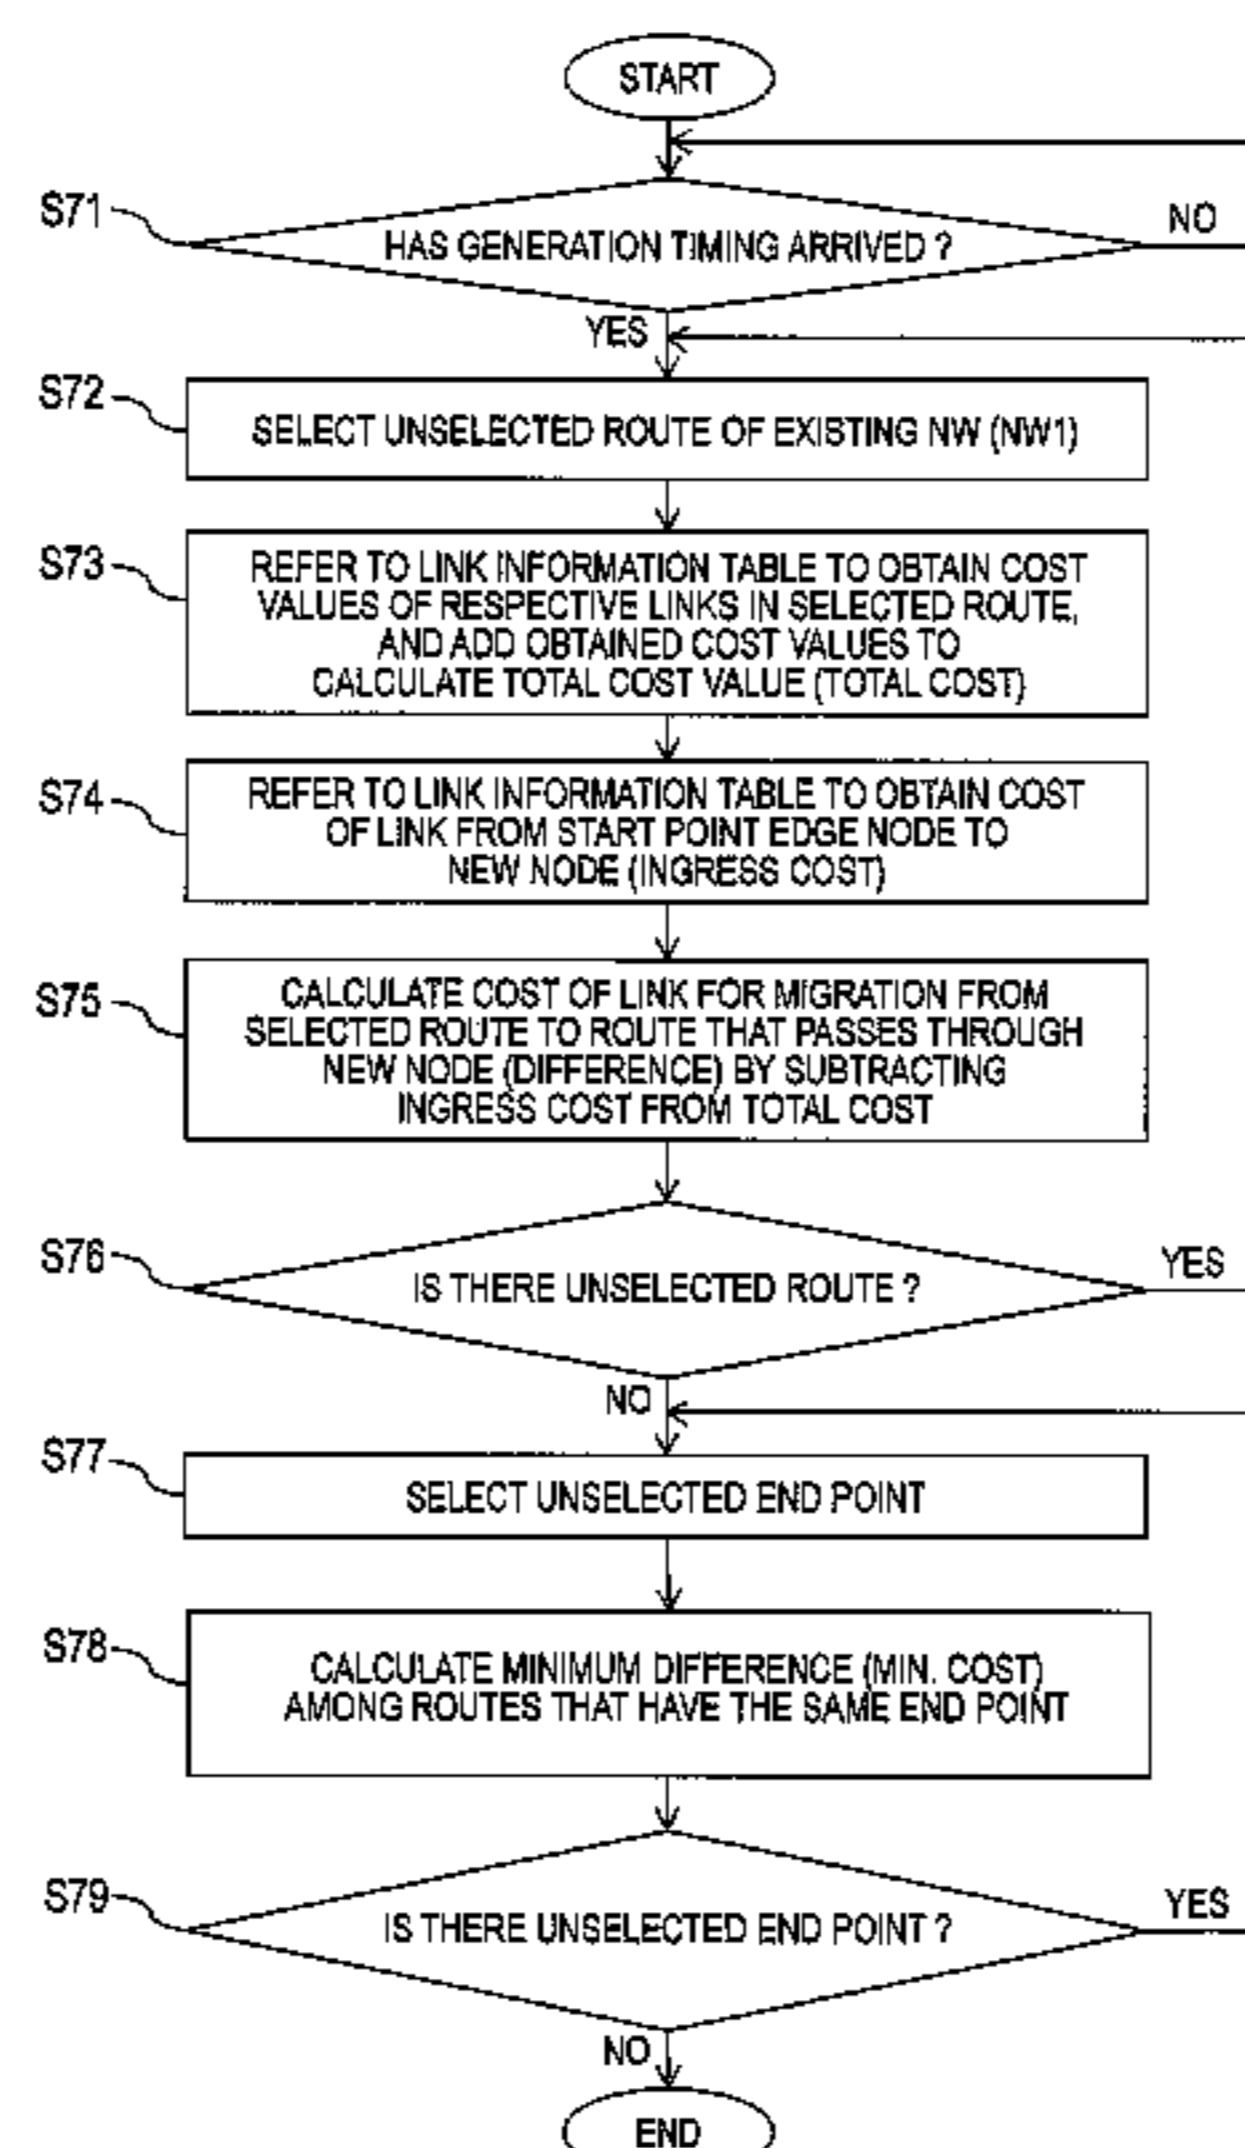 START
S71
HAS GENERATION TIMING ARRIVED ?
NO
YES
S72
SELECT UNSELECTED ROUTE OF EXISTING NW (NW1)
S73
REFER TO LINK INFORMATION TABLE TO OBTAIN COST
VALUES OF RESPECTIVE LINKS IN SELECTED ROUTE,
AND ADD OBTAINED COST VALUES TO
CALCULATE TOTAL COST VALUE (TOTAL COST)
S74
REFER TO LINK INFORMATION TABLE TO OBTAIN COST
OF LINK FROM START POINT EDGE NODE TO
NEW NODE (INGRESS COST)
S75
CALCULATE COST OF LINK FOR MIGRATION FROM
SELECTED ROUTE TO ROUTE THAT PASSES THROUGH
NEW NODE (DIFFERENCE) BY SUBTRACTING
INGRESS COST FROM TOTAL COST
S76
IS THERE UNSELECTED ROUTE ?
YES
NO
S77
SELECT UNSELECTED END POINT
S78
CALCULATE MINIMUM DIFFERENCE (MIN. COST)
AMONG ROUTES THAT HAVE THE SAME END POINT
S79
IS THERE UNSELECTED END POINT ?
YES
NO
END